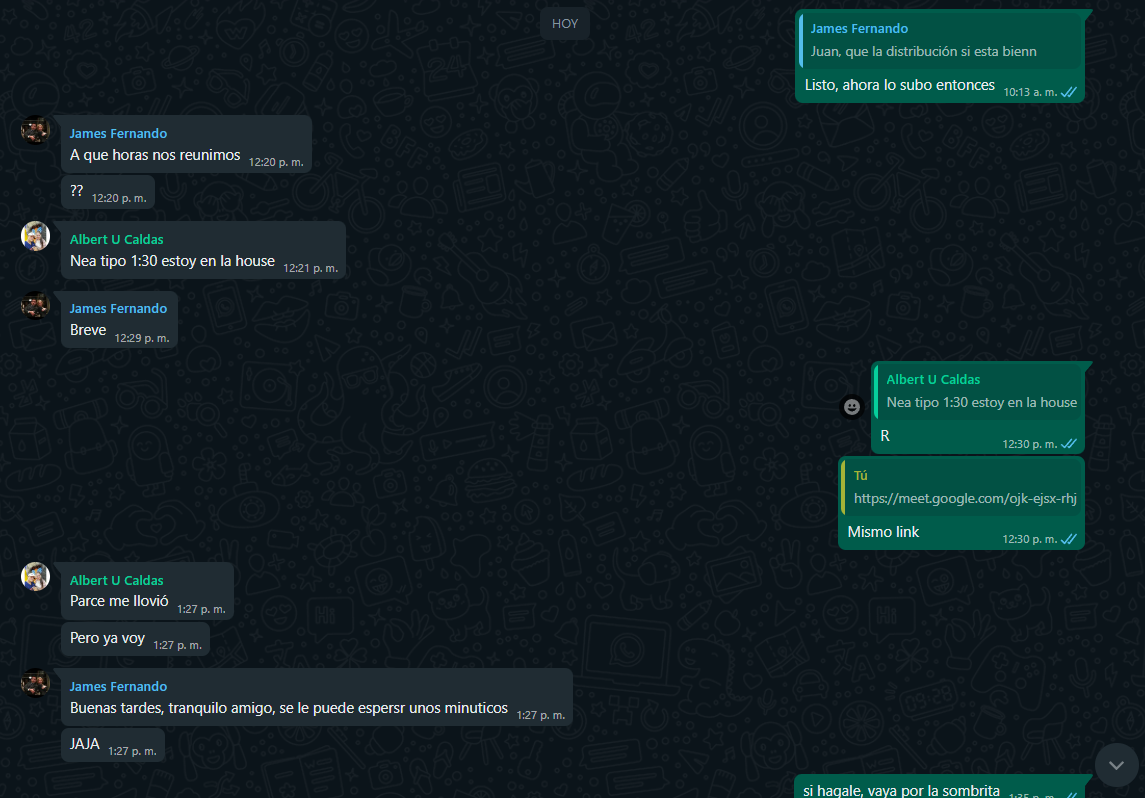 HOY
James Fernando
Juan, que la distribución si esta bienn
Listo, ahora lo subo entonces 10:13 a. m.
James Fernando
A que horas nos reunimos 12:20 p. m.
?? 12:20 p. m.
Albert U Caldas
Nea tipo 1:30 estoy en la house 12:21 p. m.
James Fernando
Breve 12:29 p. m.
Albert U Caldas
Nea tipo 1:30 estoy en la house
R 12:30 p. m.
Tú
https://meet.google.com/ojk-ejsx-rhj
Mismo link 12:30 p. m.
Albert U Caldas
Parce me llovió 1:27 p. m.
Pero ya voy 1:27 p. m.
James Fernando
Buenas tardes, tranquilo amigo, se le puede espersr unos minuticos 1:27 p. m.
JAJA 1:27 p. m.
si hagale, vaya por la sombrita 1:35 p. m.